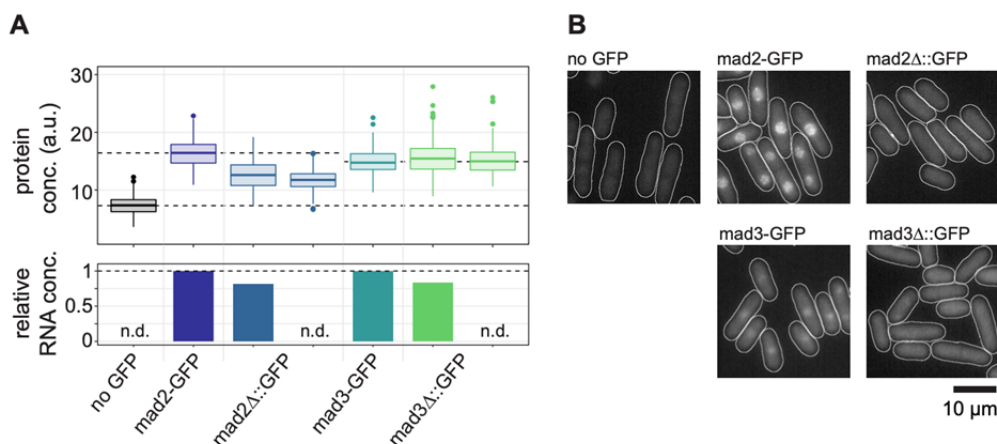 A
protein
conc. (a.u.)
30
20
10
relative
RNA conc.
1
0.5
0
n.d.
n.d.
n.d.
no GFP
mad2-GFP
mad2Δ::GFP
mad3-GFP
mad3Δ::GFP
B
no GFP
mad2-GFP
mad2Δ::GFP
mad3-GFP
mad3Δ::GFP
10 µm